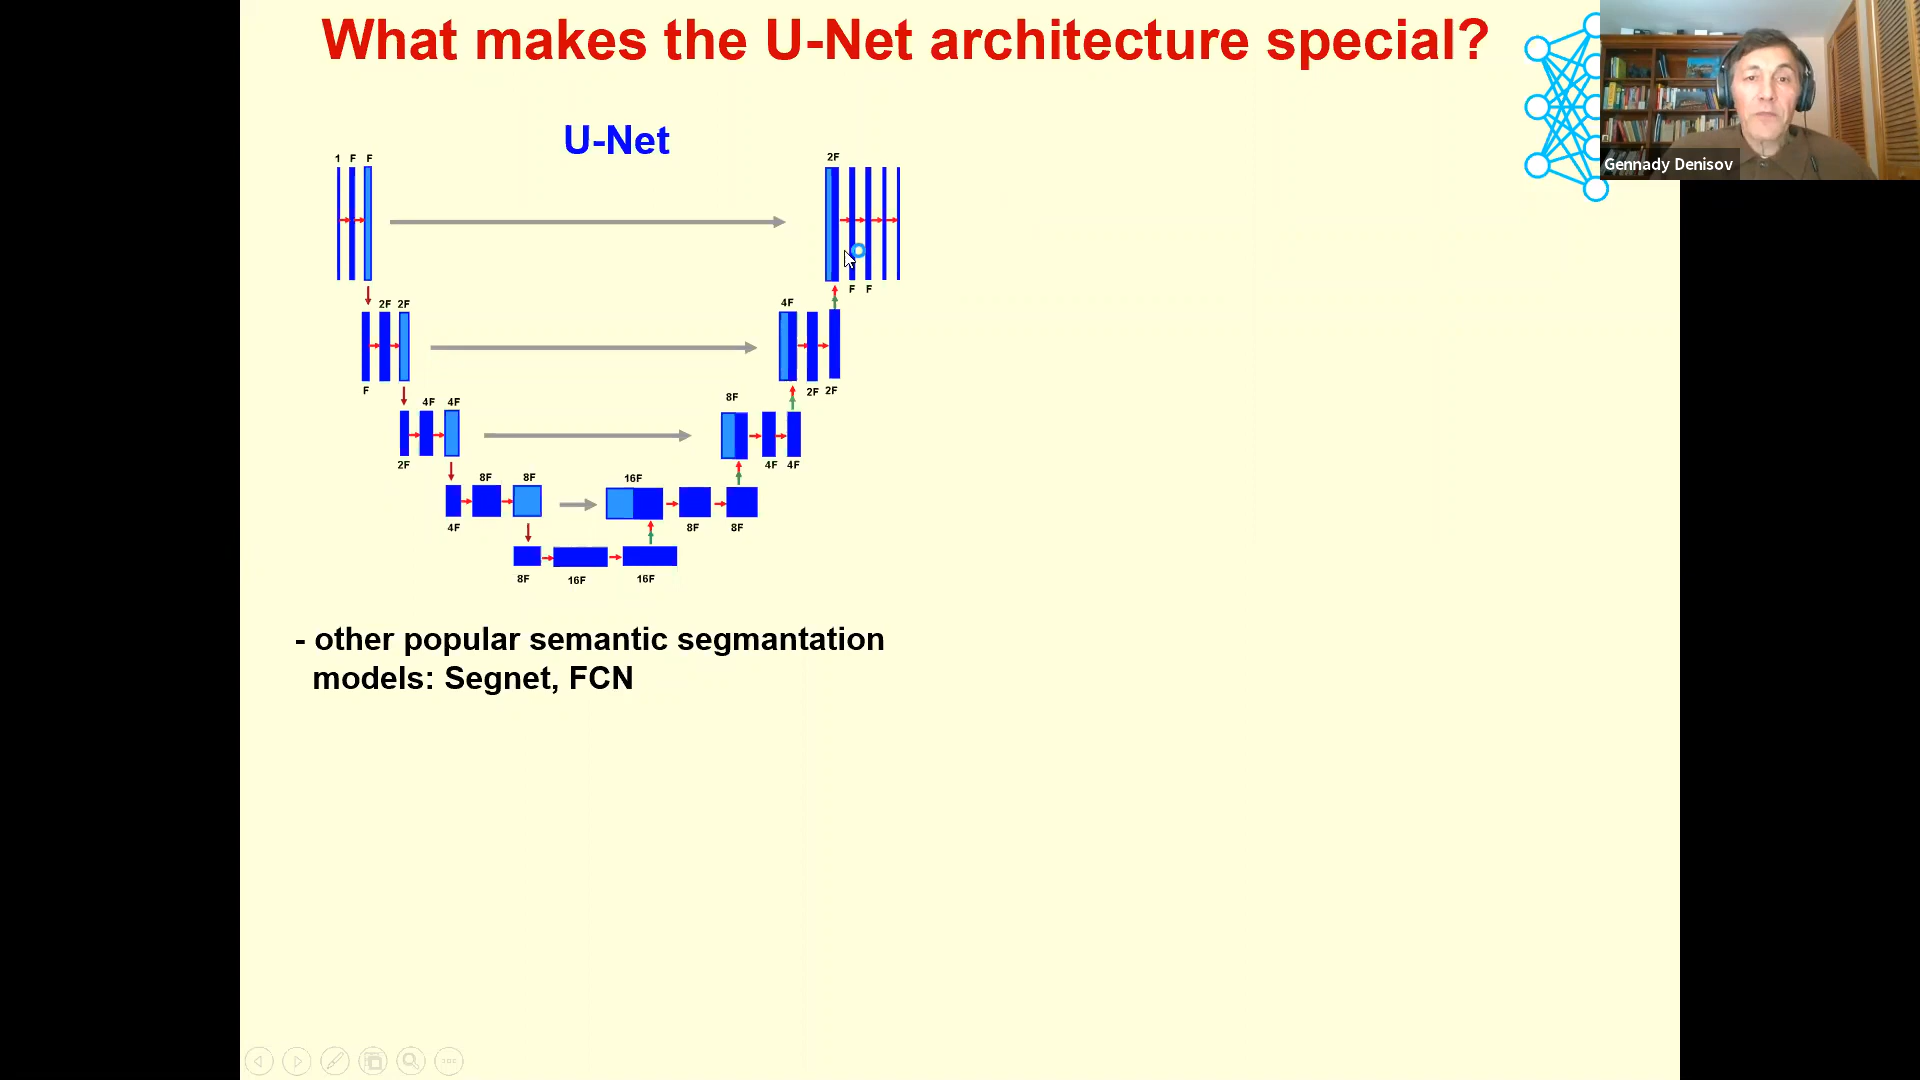 What makes the U-Net architecture special?
Gennady Denisov
U-Net
1 F F
2F
F F
2F 2F
4F
F
2F 2F
4F 4F
8F
2F
4F 4F
8F 8F
16F
4F
8F 8F
8F 16F 16F
- other popular semantic segmantation
models: Segnet, FCN